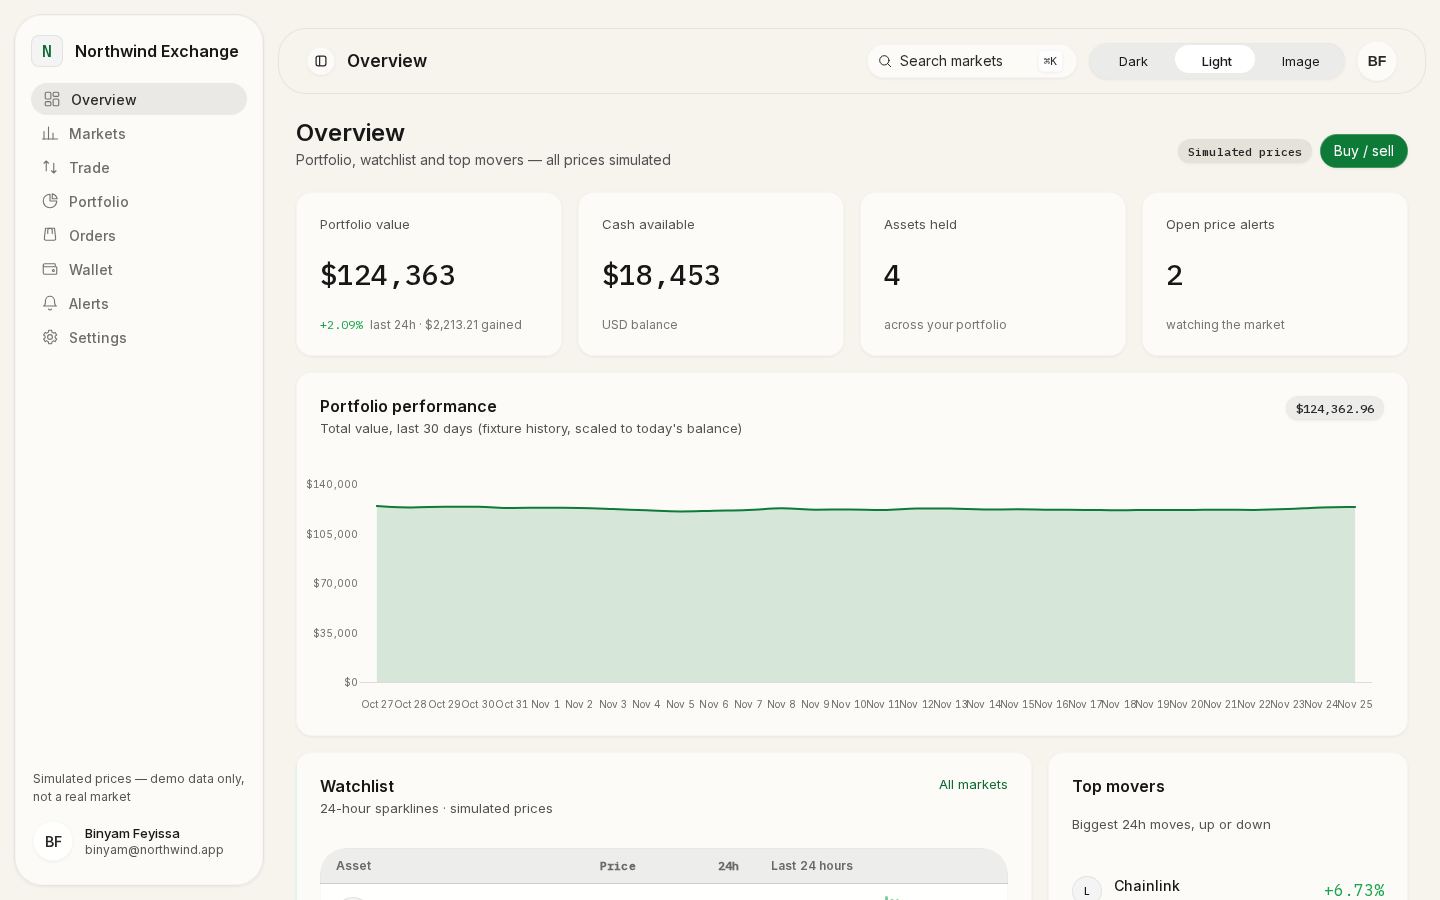 N Northwind Exchange
Overview
Markets
Trade
Portfolio
Orders
Wallet
Alerts
Settings
Simulated prices — demo data only,
not a real market
BF
Binyam Feyissa
binyam@northwind.app
Overview
Search markets ⌘K
Dark Light Image
BF
Overview
Portfolio, watchlist and top movers — all prices simulated
Simulated prices
Buy / sell
Portfolio value
$124,363
+2.09% last 24h · $2,213.21 gained
Cash available
$18,453
USD balance
Assets held
4
across your portfolio
Open price alerts
2
watching the market
Portfolio performance
Total value, last 30 days (fixture history, scaled to today's balance)
$124,362.96
$140,000
$105,000
$70,000
$35,000
$0
Oct 27 Oct 28 Oct 29 Oct 30 Oct 31 Nov 1 Nov 2 Nov 3 Nov 4 Nov 5 Nov 6 Nov 7 Nov 8 Nov 9 Nov 10 Nov 11 Nov 12 Nov 13 Nov 14 Nov 15 Nov 16 Nov 17 Nov 18 Nov 19 Nov 20 Nov 21 Nov 22 Nov 23 Nov 24 Nov 25
Watchlist
24-hour sparklines · simulated prices
All markets
Asset Price 24h Last 24 hours
Top movers
Biggest 24h moves, up or down
L Chainlink +6.73%